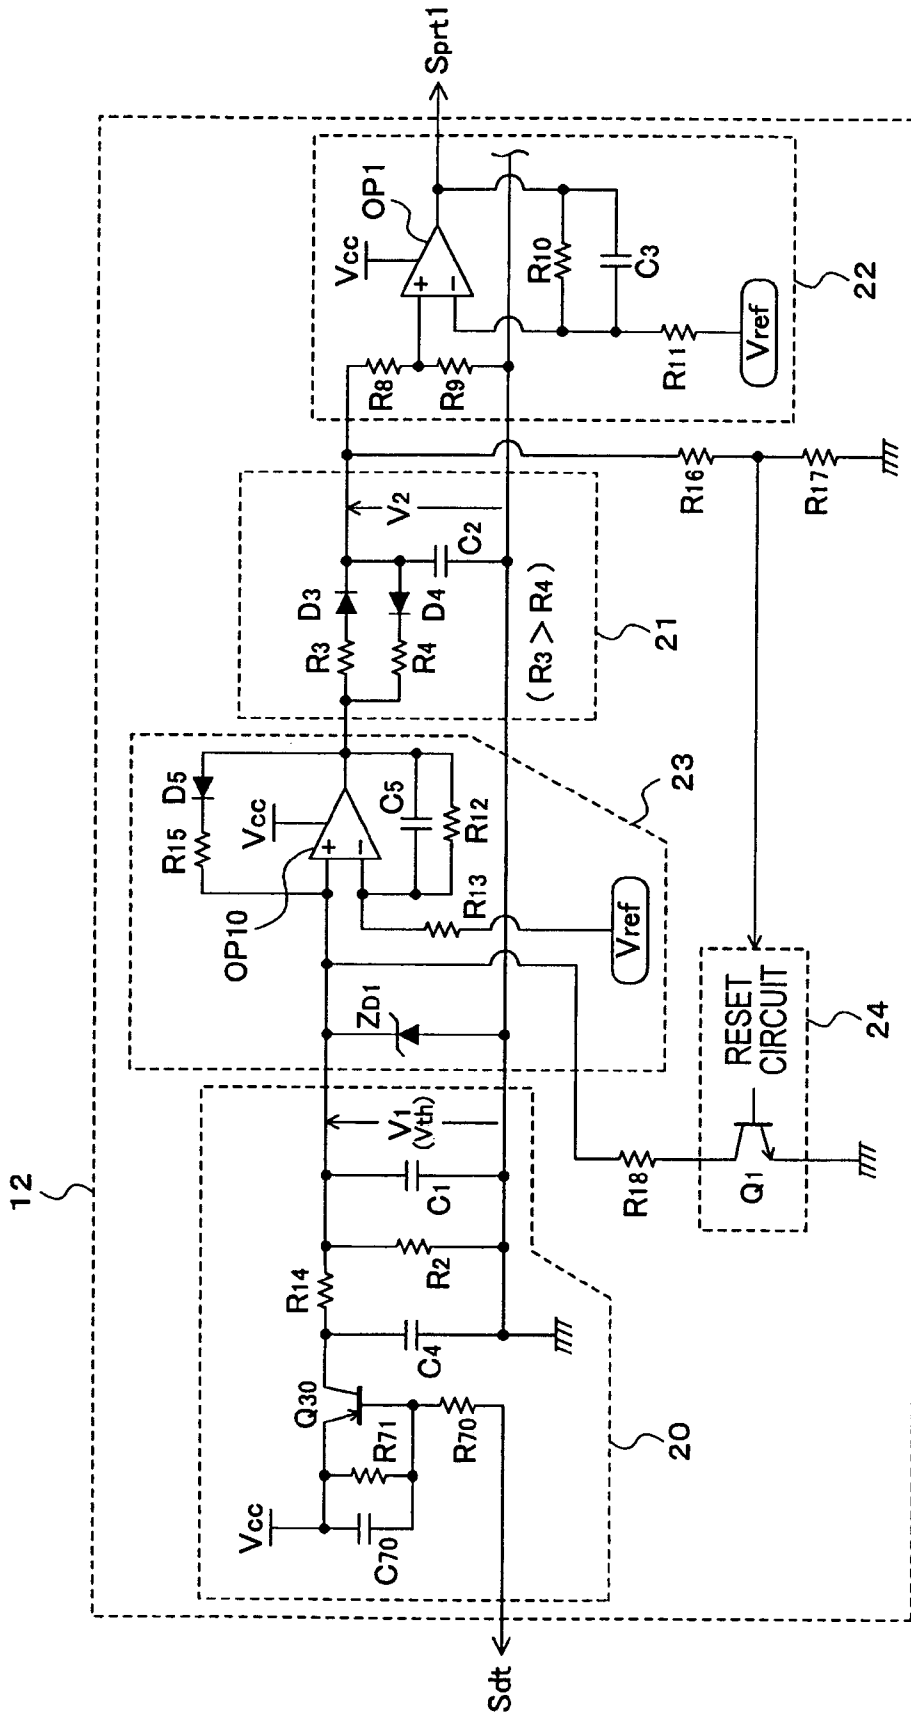 12
Sprt1
Sdt
Vcc
C70
R71
R70
Q30
C4
R14
R2
C1
V1
(Vth)
20
ZD1
OP10
R15
D5
Vcc
+
−
C5
R12
R13
Vref
23
R3
D3
R4
D4
C2
V2
(R3 > R4)
21
R8
R9
Vcc
OP1
+
−
R10
C3
R11
Vref
22
R16
R17
R18
Q1
RESET
CIRCUIT
24